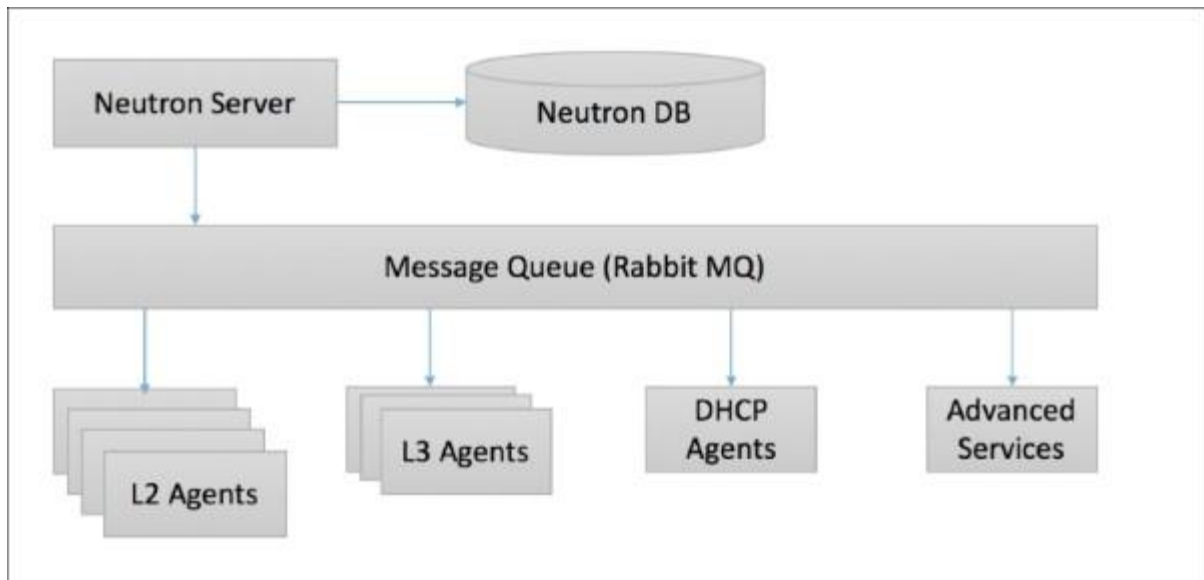 Neutron Server
Neutron DB
Message Queue (Rabbit MQ)
L2 Agents
L3 Agents
DHCP
Agents
Advanced
Services